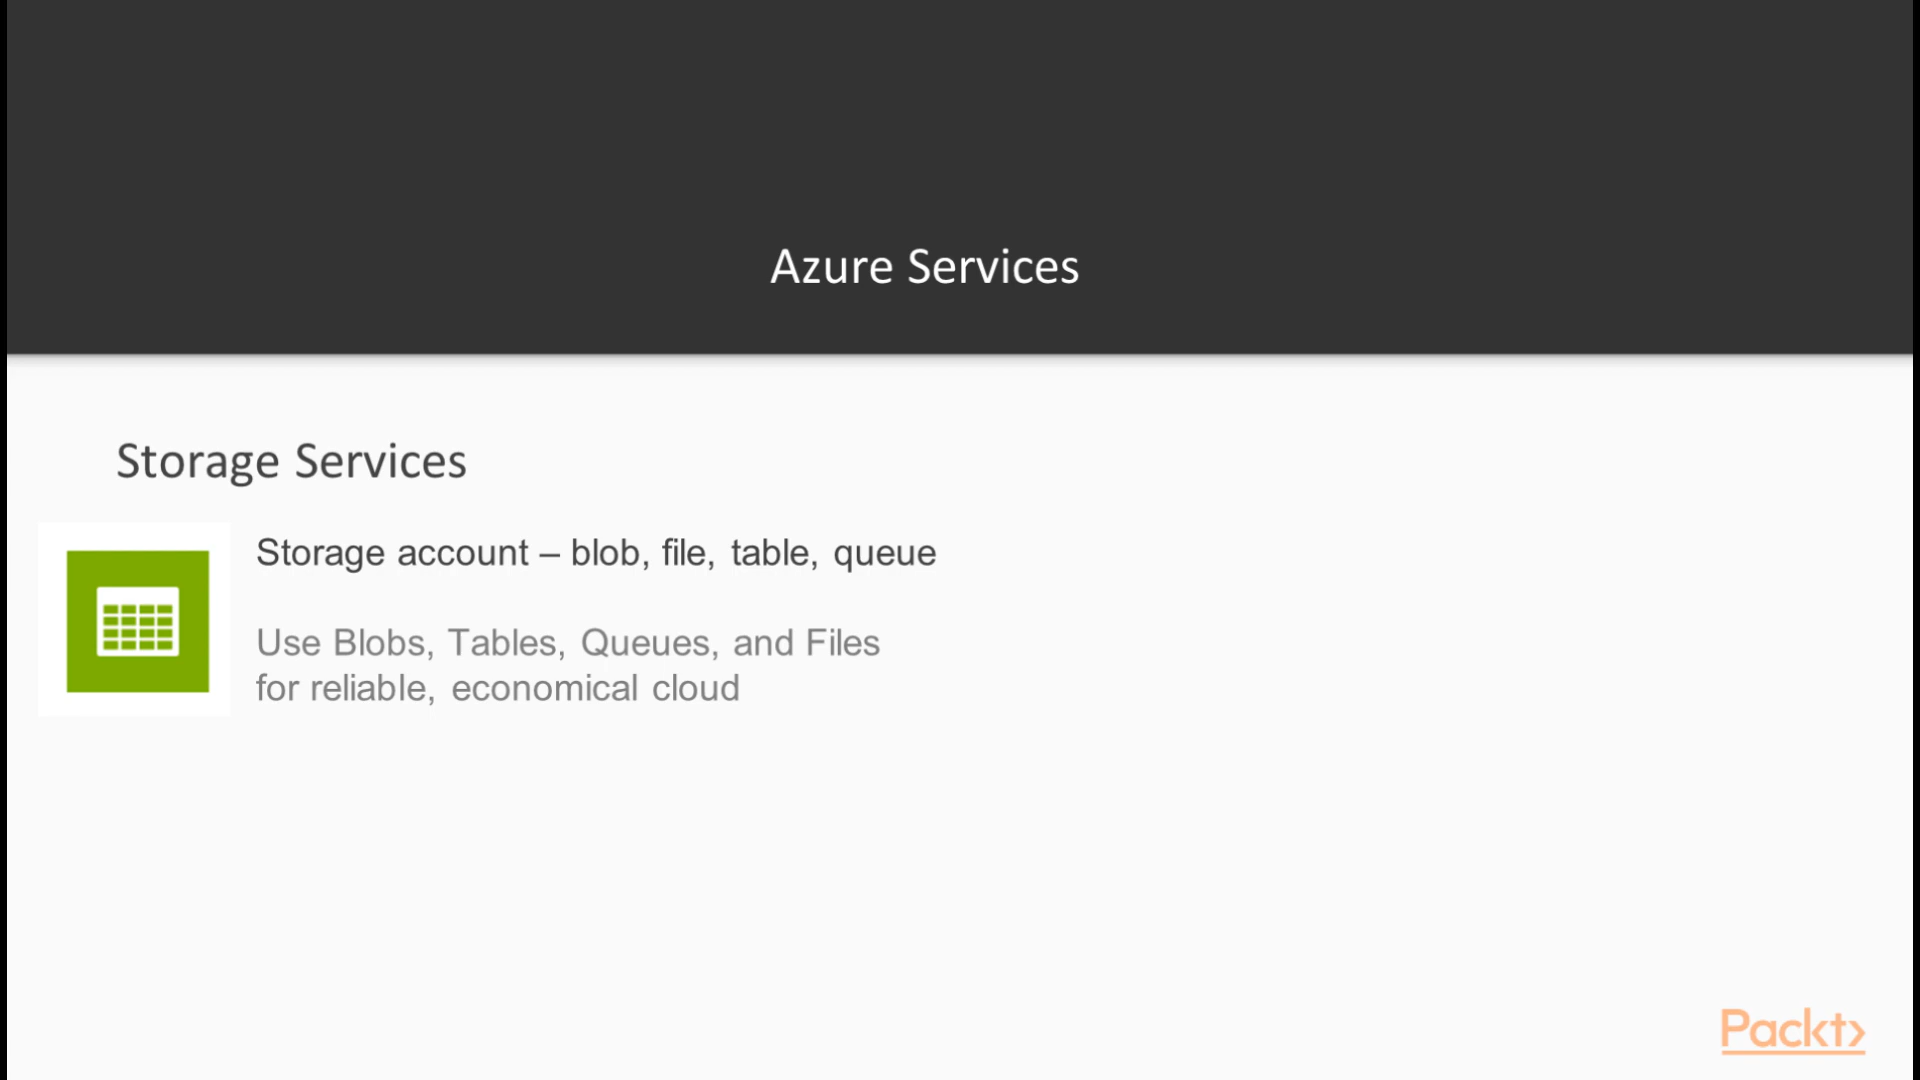 Azure Services
Storage Services
Storage account – blob, file, table, queue
Use Blobs, Tables, Queues, and Files
for reliable, economical cloud
Packt>